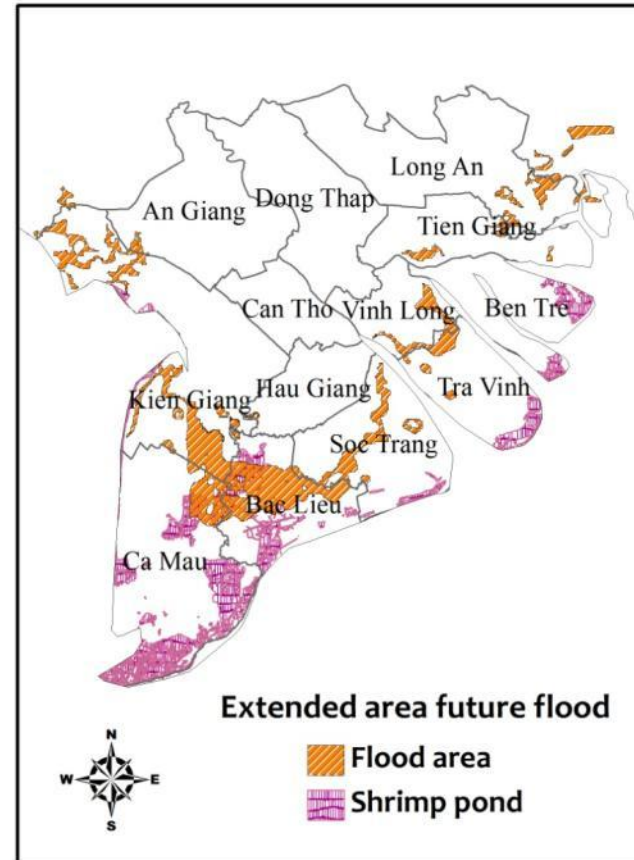 Long An
An Giang
Dong Thap
Tien Giang
Can Tho
Vinh Long
Ben Tre
Kien Giang
Hau Giang
Tra Vinh
Soc Trang
Bac Lieu
Ca Mau
Extended area future flood
N
W E
S
Flood area
Shrimp pond